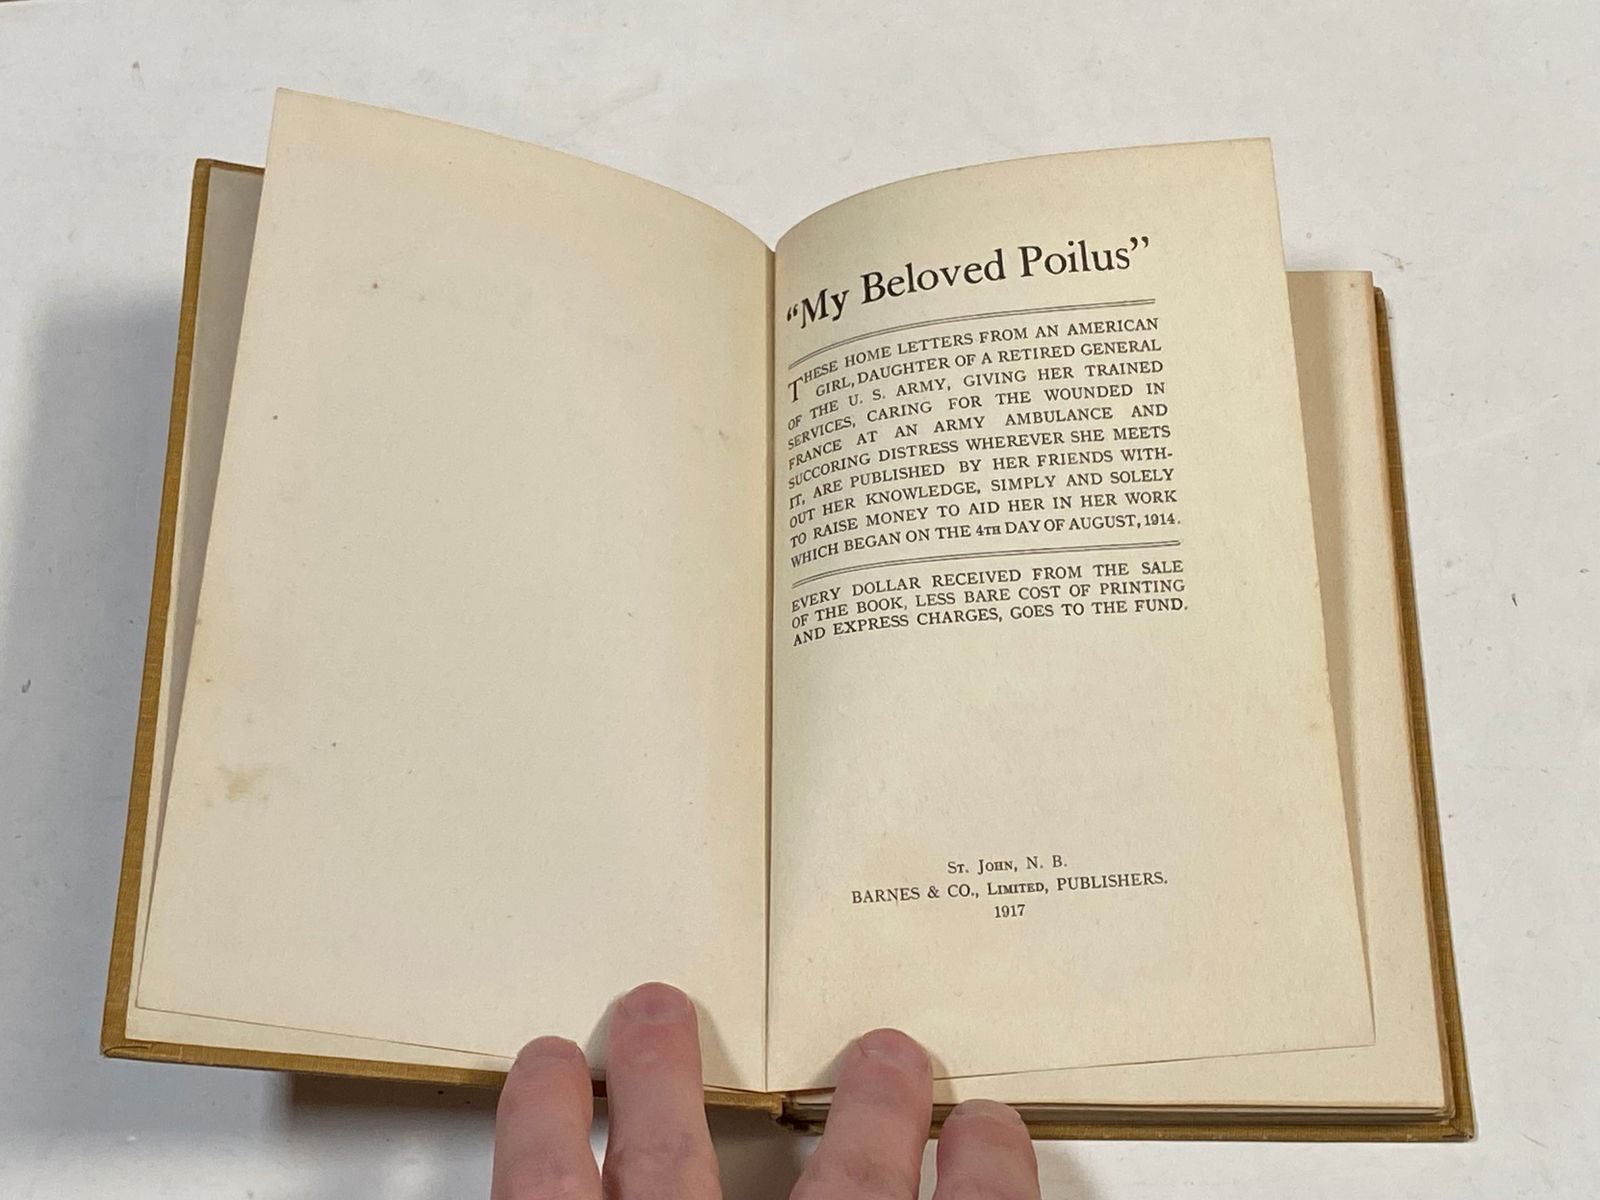 “My Beloved Poilus”
THESE HOME LETTERS FROM AN AMERICAN
GIRL, DAUGHTER OF A RETIRED GENERAL
OF THE U. S. ARMY, GIVING HER TRAINED
SERVICES, CARING FOR THE WOUNDED IN
FRANCE AT AN ARMY AMBULANCE AND
SUCCORING DISTRESS WHEREVER SHE MEETS
IT, ARE PUBLISHED BY HER FRIENDS WITH-
OUT HER KNOWLEDGE, SIMPLY AND SOLELY
TO RAISE MONEY TO AID HER IN HER WORK
WHICH BEGAN ON THE 4TH DAY OF AUGUST, 1914.
EVERY DOLLAR RECEIVED FROM THE SALE
OF THE BOOK, LESS BARE COST OF PRINTING
AND EXPRESS CHARGES, GOES TO THE FUND.
ST. JOHN, N. B.
BARNES & CO., LIMITED, PUBLISHERS.
1917